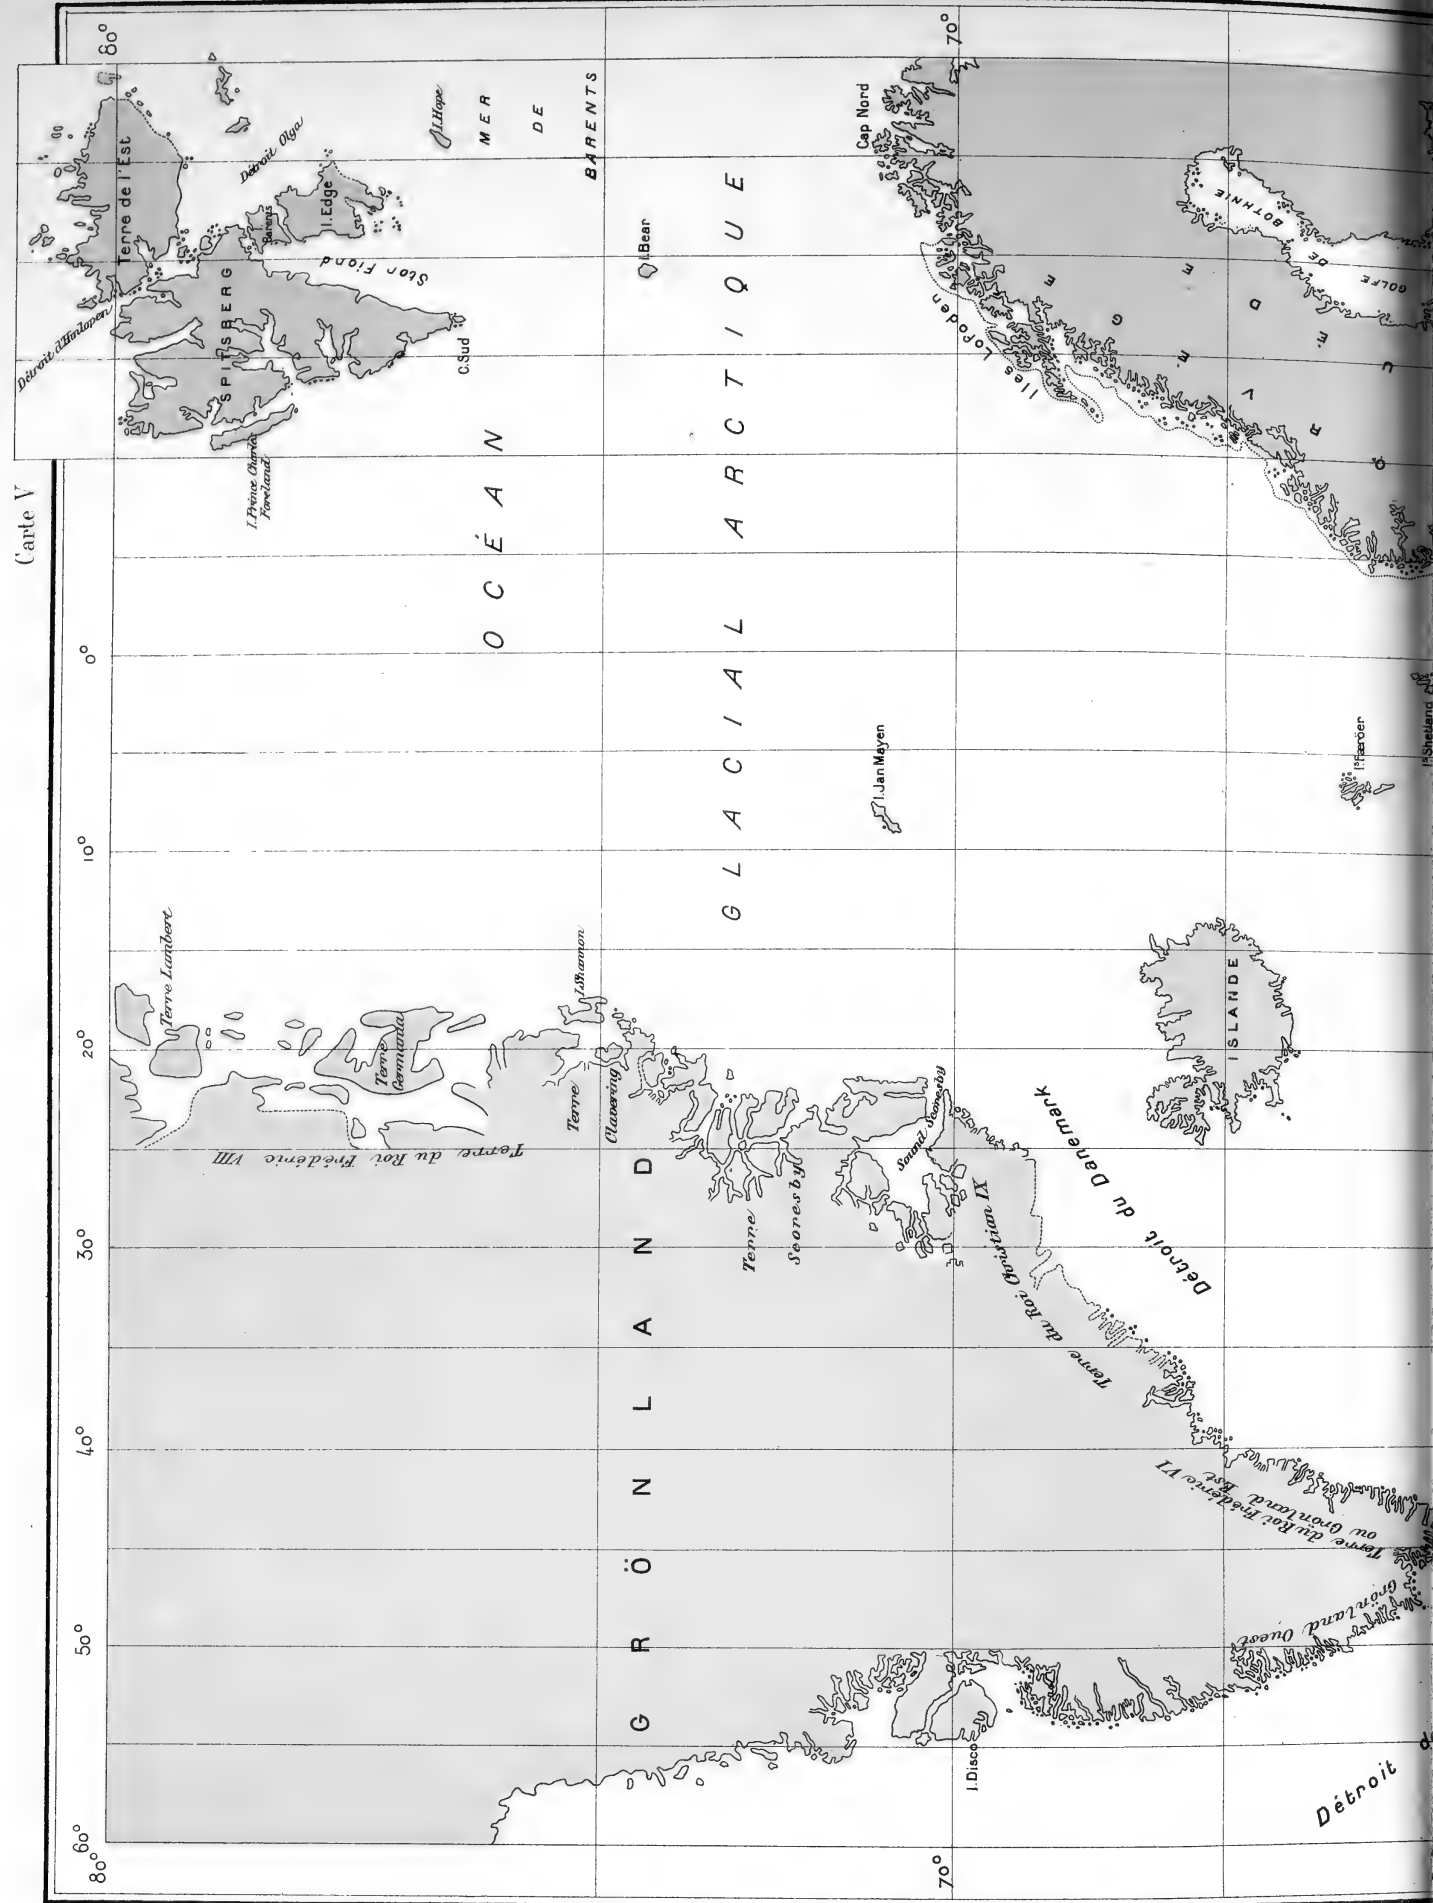 Carte V
80°
70°
0°
10°
20°
30°
40°
50°
60°
80°
70°
Détroit d'Hinlopen
Terre de l'Est
SPITSBERG
I. Prince Charles
Foreland
Détroit Olga
Barents
I. Edge
Stor Fiord
C. Sud
I. Hope
MER
DE
BARENTS
I. Bear
OCÉAN
GLACIAL ARCTIQUE
Cap Nord
Iles Lofoden
NORVÉGE
SUÉDE
GOLFE DE BOTHNIE
I. Jan Mayen
Is Færöer
Is Shetland
ISLANDE
Détroit du Danemark
Terre Lambert
Terre
Germania
Terre du Roi Frédéric VIII
I. Shannon
Terre
Clavering
Terre
Scoresby
Sound Scoresby
Terre du Roi Christian IX
GRÖNLAND
Terre du Roi Frédéric VI
ou Grönland Est
Grönland Ouest
I. Disco
Détroit